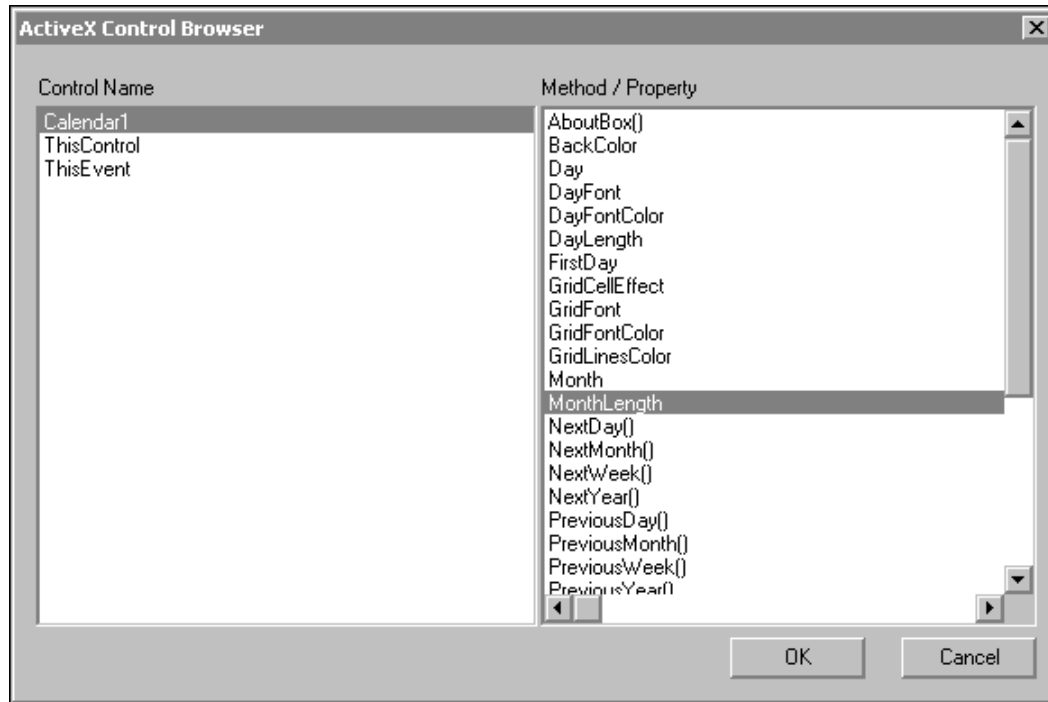 ActiveX Control Browser
Control Name
Calendar1
ThisControl
ThisEvent
Method / Property
AboutBox()
BackColor
Day
DayFont
DayFontColor
DayLength
FirstDay
GridCellEffect
GridFont
GridFontColor
GridLinesColor
Month
MonthLength
NextDay()
NextMonth()
NextWeek()
NextYear()
PreviousDay()
PreviousMonth()
PreviousWeek()
PreviousYear()
OK
Cancel